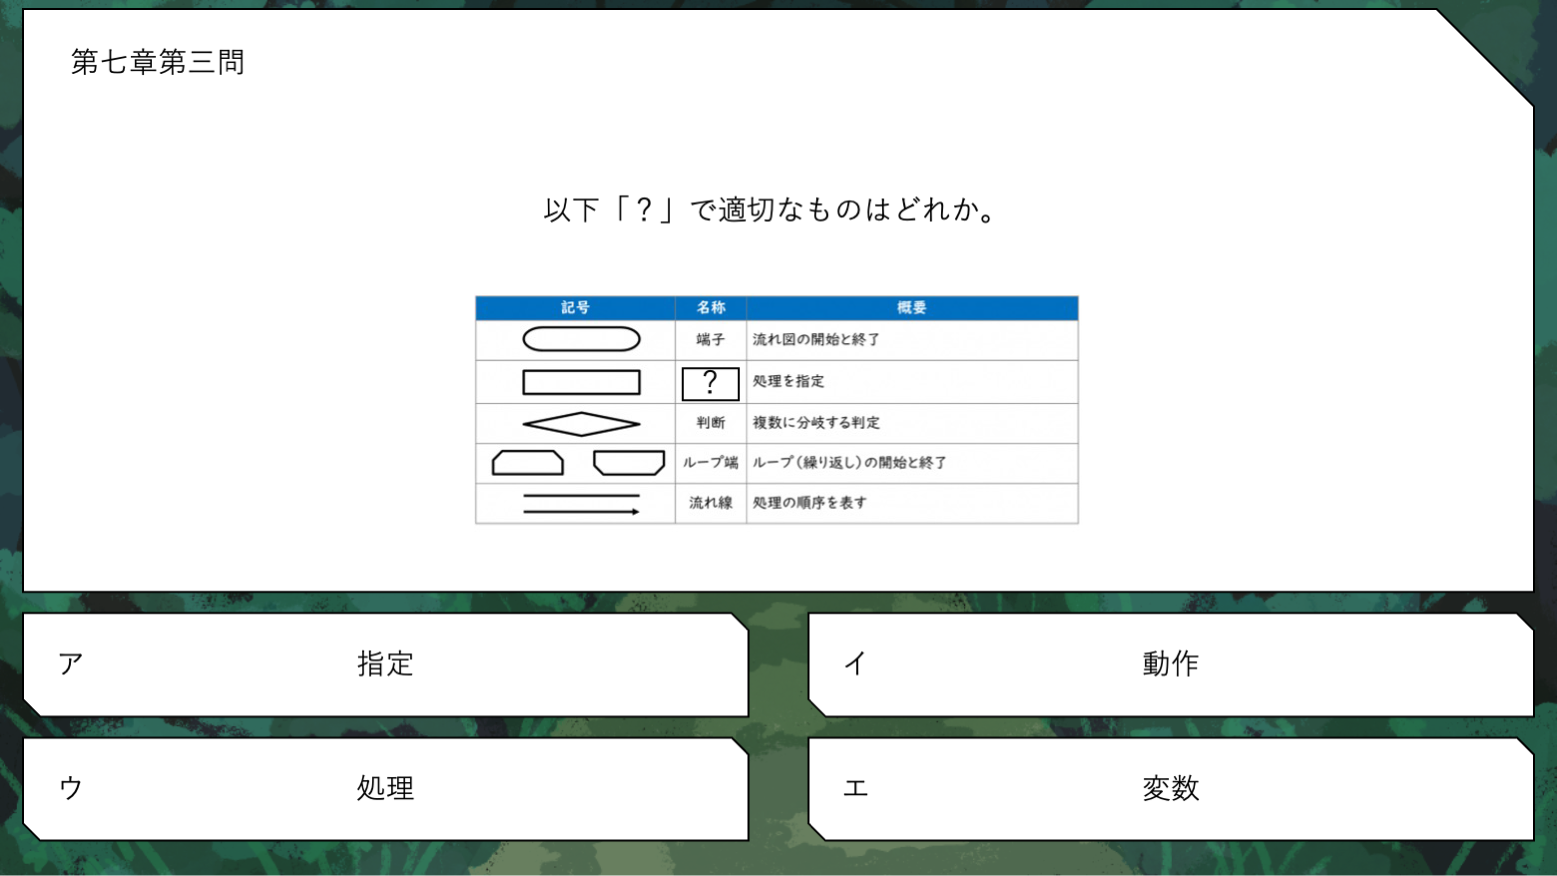 第七章第三問
以下「？」で適切なものはどれか。
記号 名称 概要
端子 流れ図の開始と終了
？ 処理を指定
判断 複数に分岐する判定
ループ端 ループ(繰り返し)の開始と終了
流れ線 処理の順序を表す
ア 指定
イ 動作
ウ 処理
エ 変数